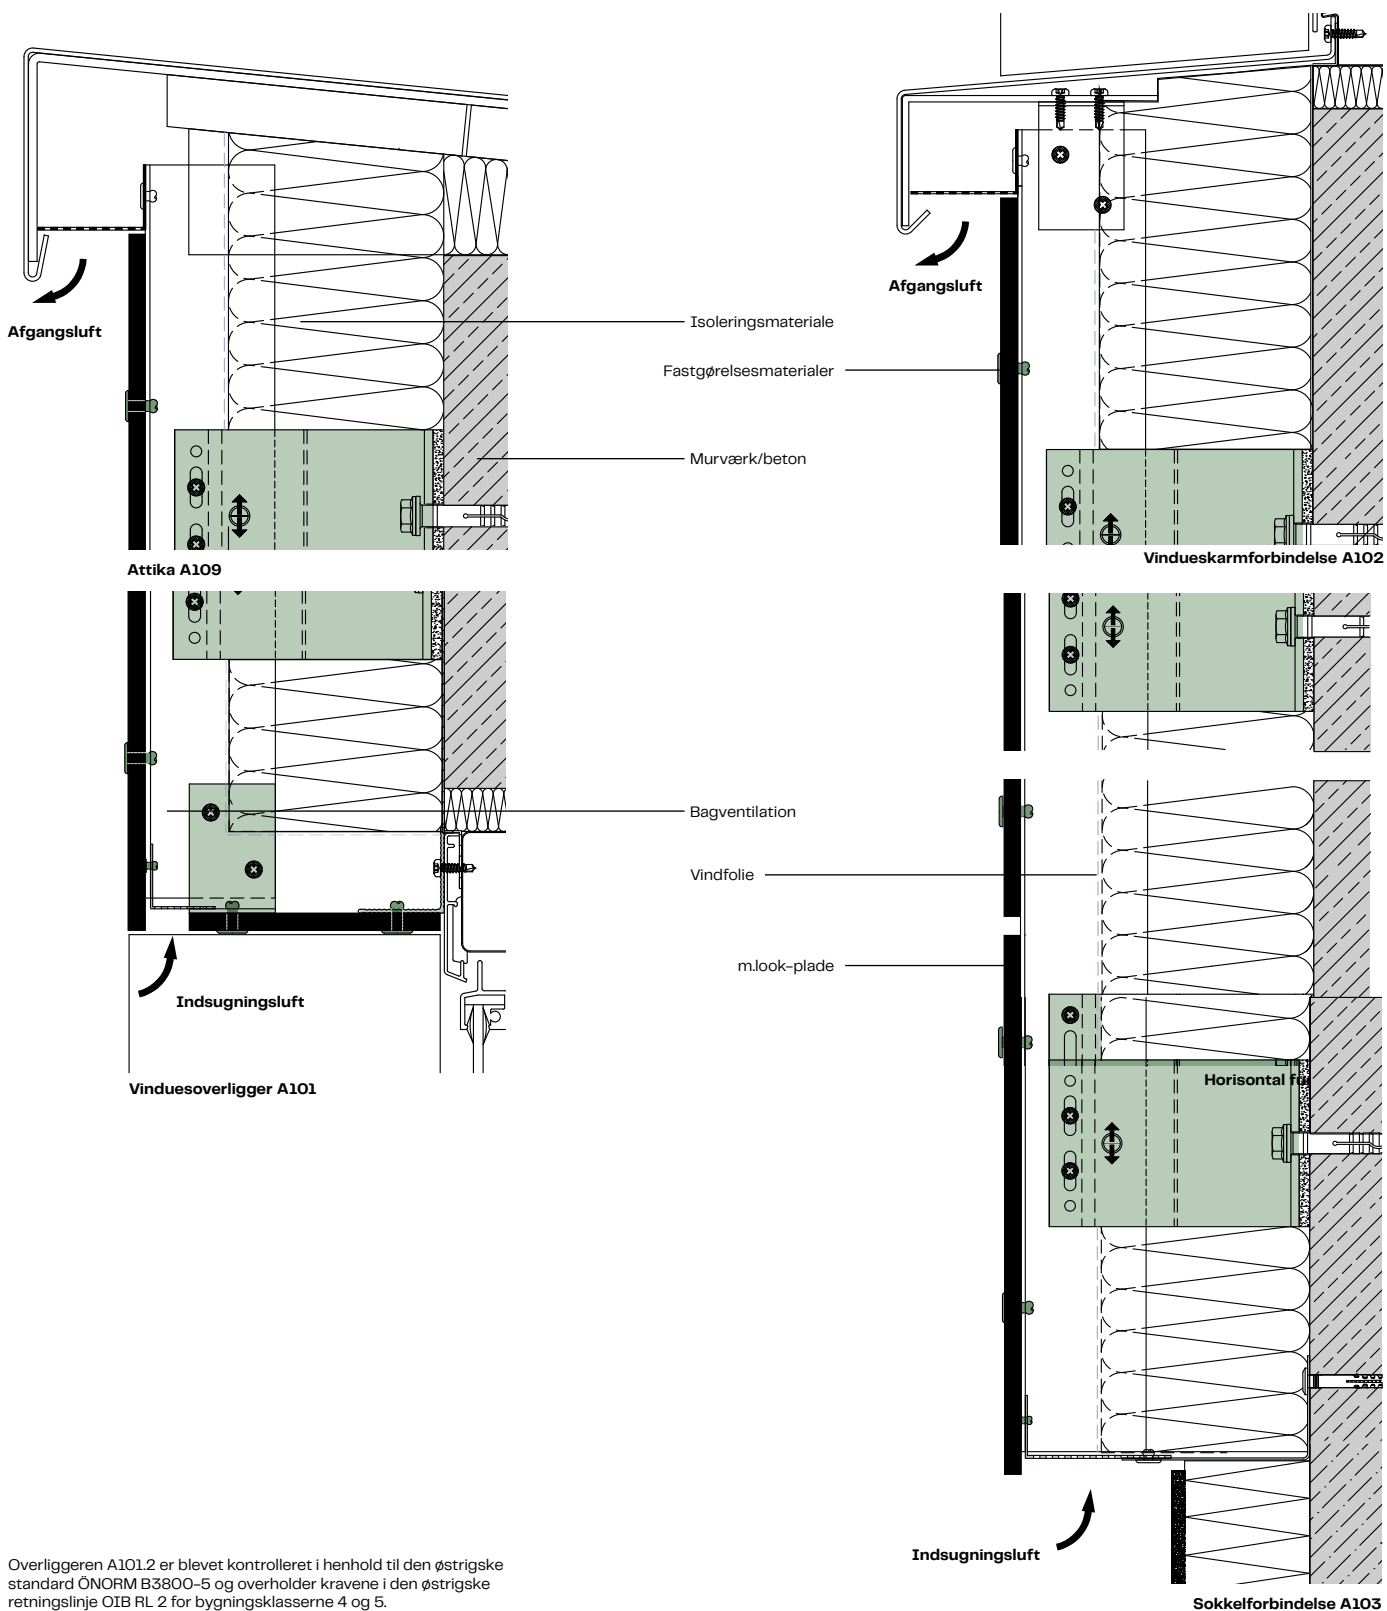 Afgangsluft
Afgangsluft
Isoleringsmateriale
Fastgørelsesmaterialer
Murværk/beton
Attika A109
Vindueskarmforbindelse A102
Bagventilation
Vindfolie
m.look-plade
Indsugningsluft
Vinduesoverligger A101
Horisontal
Indsugningsluft
Overliggeren A101.2 er blevet kontrolleret i henhold til den østrigske
standard ÖNORM B3800-5 og overholder kravene i den østrigske
retningslinje OIB RL 2 for bygningsklasserne 4 og 5.
Sokkelforbindelse A103